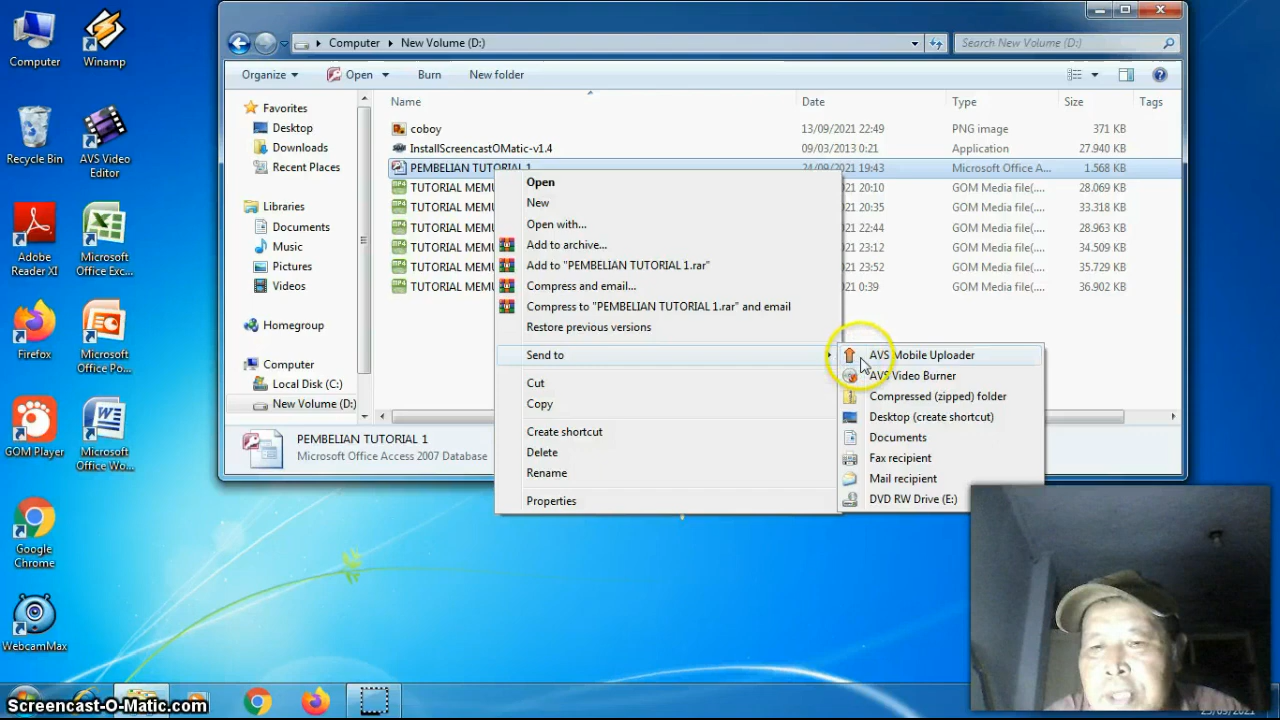 Computer
Winamp
Recycle Bin
AVS Video
Editor
Adobe
Reader XI
Microsoft
Office Exc...
Firefox
Microsoft
Office Po...
GOM Player
Microsoft
Office Wo...
Google
Chrome
WebcamMax
Computer
New Volume (D:)
Search New Volume (D:)
Organize
Open
Burn
New folder
Favorites
Desktop
Downloads
Recent Places
Libraries
Documents
Music
Pictures
Videos
Homegroup
Computer
Local Disk (C:)
New Volume (D:)
Name Date Type Size Tags
coboy 13/09/2021 22:49 PNG image 371 KB
InstallScreencastOMatic-v1.4 09/03/2013 0:21 Application 27.940 KB
PEMBELIAN TUTORIAL 1 24/09/2021 19:43 Microsoft Office A... 1.568 KB
TUTORIAL MEMU 21 20:10 GOM Media file(.... 28.069 KB
TUTORIAL MEMU 21 20:35 GOM Media file(.... 33.318 KB
TUTORIAL MEMU 21 22:44 GOM Media file(.... 28.963 KB
TUTORIAL MEMU 21 23:12 GOM Media file(.... 34.509 KB
TUTORIAL MEMU 21 23:52 GOM Media file(.... 35.729 KB
TUTORIAL MEMU 21 0:39 GOM Media file(.... 36.902 KB
Open
New
Open with...
Add to archive...
Add to "PEMBELIAN TUTORIAL 1.rar"
Compress and email...
Compress to "PEMBELIAN TUTORIAL 1.rar" and email
Restore previous versions
Send to
Cut
Copy
Create shortcut
Delete
Rename
Properties
AVS Mobile Uploader
AVS Video Burner
Compressed (zipped) folder
Desktop (create shortcut)
Documents
Fax recipient
Mail recipient
DVD RW Drive (E:)
PEMBELIAN TUTORIAL 1
Microsoft Office Access 2007 Database
Screencast-O-Matic.com